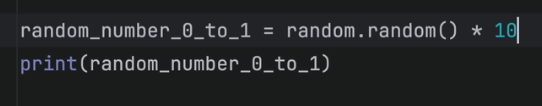 random_number_0_to_1 = random.random() * 10
print(random_number_0_to_1)